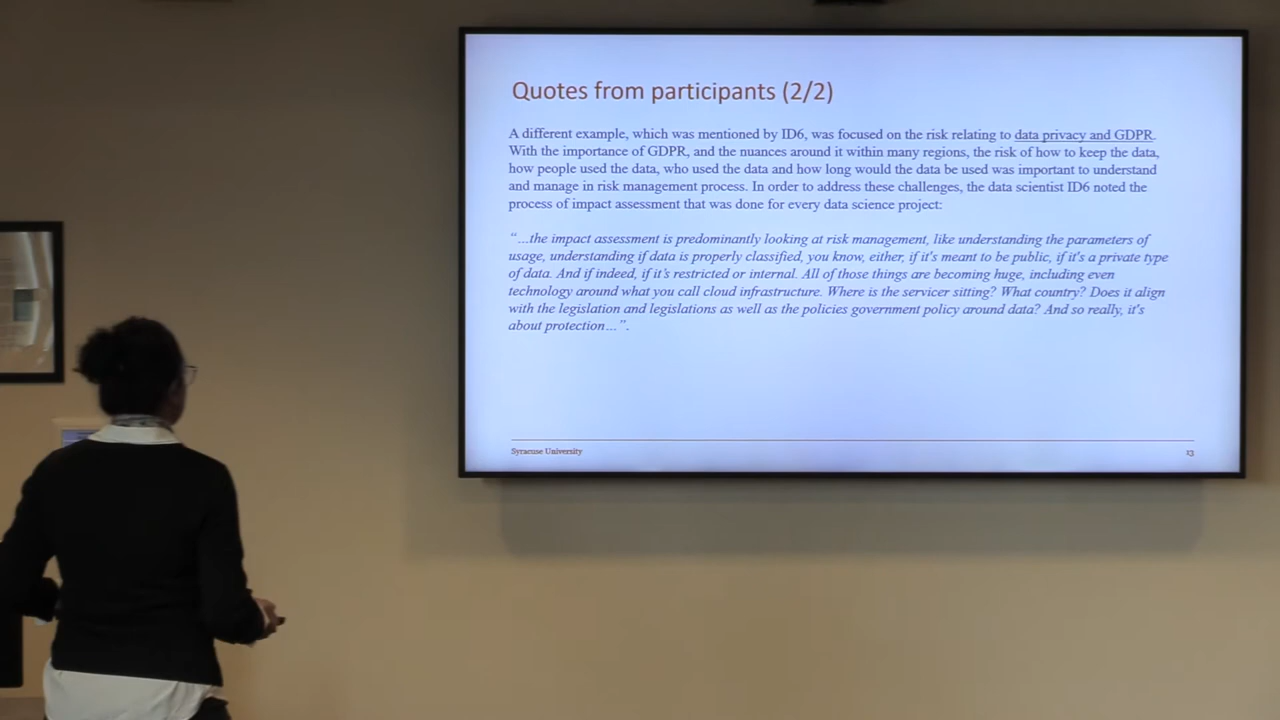 Quotes from participants (2/2)
A different example, which was mentioned by ID6, was focused on the risk relating to data privacy and GDPR.
With the importance of GDPR, and the nuances around it within many regions, the risk of how to keep the data,
how people used the data, who used the data and how long would the data be used was important to understand
and manage in risk management process. In order to address these challenges, the data scientist ID6 noted the
process of impact assessment that was done for every data science project:
“…the impact assessment is predominantly looking at risk management, like understanding the parameters of
usage, understanding if data is properly classified, you know, either, if it's meant to be public, if it's a private type
of data. And if indeed, if it's restricted or internal. All of those things are becoming huge, including even
technology around what you call cloud infrastructure. Where is the servicer sitting? What country? Does it align
with the legislation and legislations as well as the policies government policy around data? And so really, it's
about protection…”.
Syracuse University
13